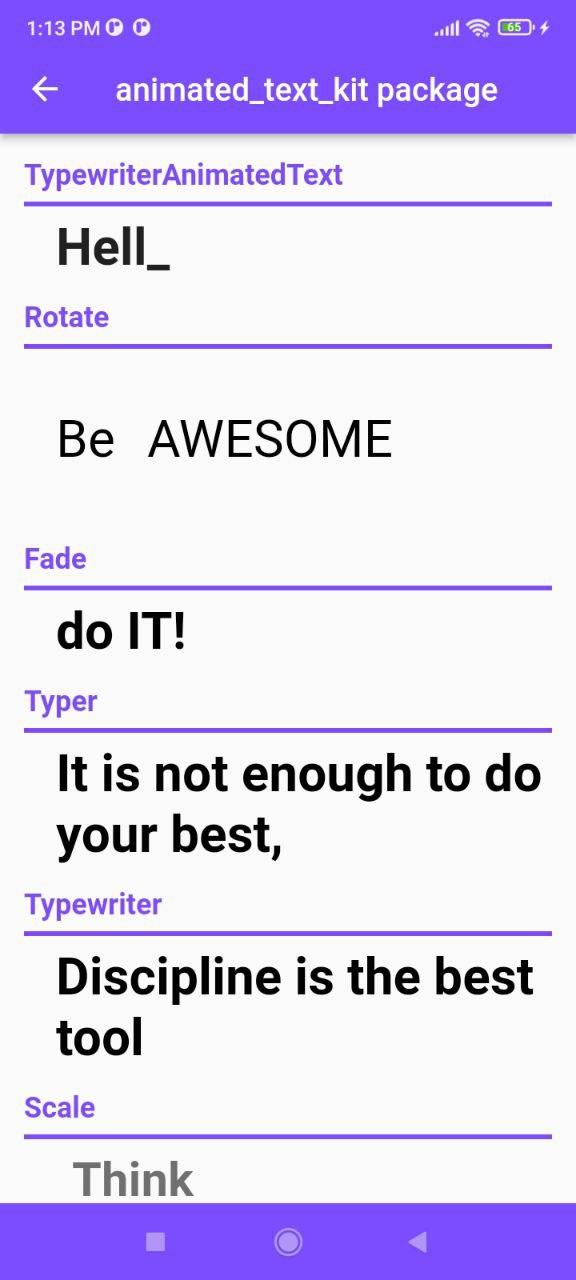 1:13 PM
65
animated_text_kit package
TypewriterAnimatedText
Hell_
Rotate
Be AWESOME
Fade
do IT!
Typer
It is not enough to do
your best,
Typewriter
Discipline is the best
tool
Scale
Think